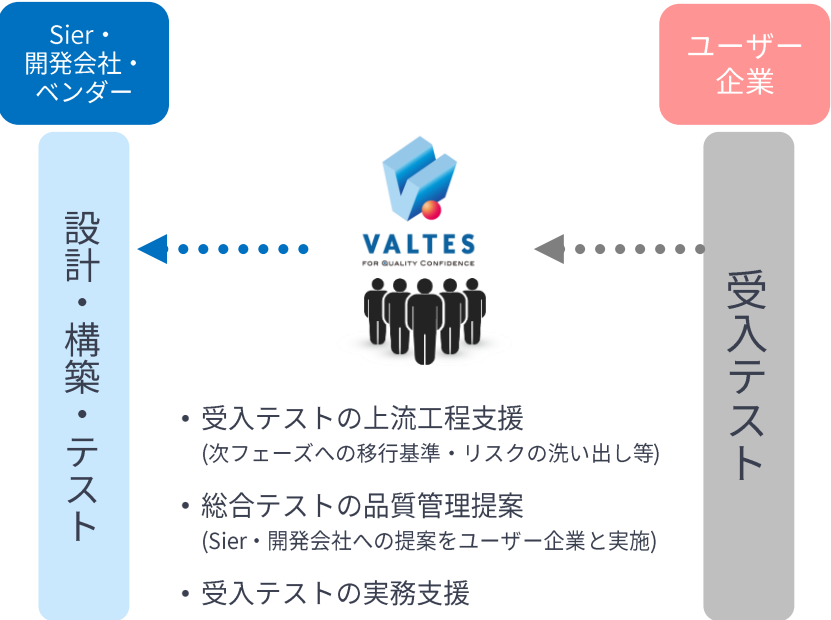 Sier・
開発会社・
ベンダー
ユーザー
企業
設計・構築・テスト
VALTES
FOR QUALITY CONFIDENCE
受入テスト
・受入テストの上流工程支援
(次フェーズへの移行基準・リスクの洗い出し等)
・総合テストの品質管理提案
(Sier・開発会社への提案をユーザー企業と実施)
・受入テストの実務支援